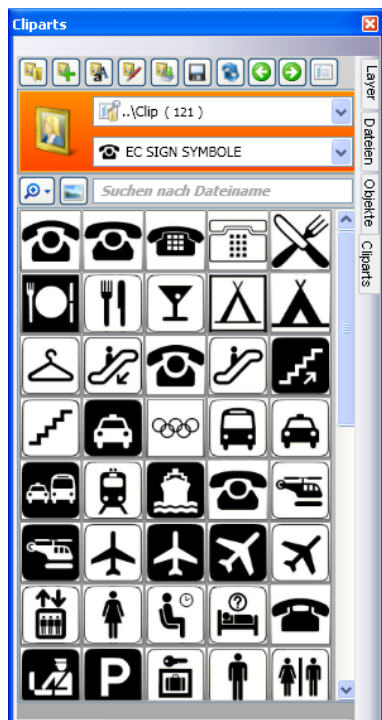 Cliparts
..\Clip ( 121 )
EC SIGN SYMBOLE
Suchen nach Dateiname
Layer
Dateien
Objekte
Cliparts
?
P